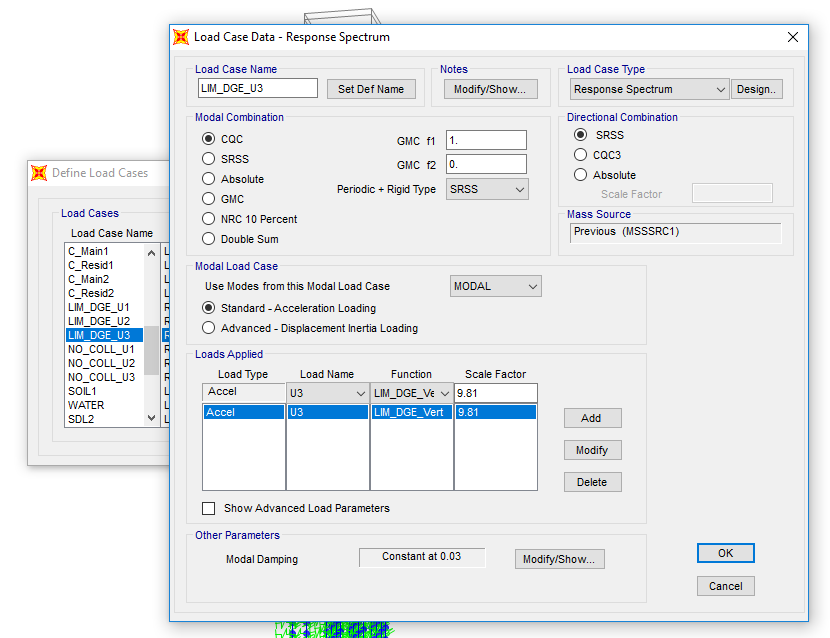 Load Case Data - Response Spectrum
Load Case Name
LIM_DGE_U3
Set Def Name
Notes
Modify/Show...
Load Case Type
Response Spectrum
Design..
Modal Combination
CQC
SRSS
Absolute
GMC
NRC 10 Percent
Double Sum
GMC f1
1.
GMC f2
0.
Periodic + Rigid Type
SRSS
Directional Combination
SRSS
CQC3
Absolute
Scale Factor
Mass Source
Previous (MSSSRC1)
Define Load Cases
Load Cases
Load Case Name
C_Main1
C_Resid1
C_Main2
C_Resid2
LIM_DGE_U1
LIM_DGE_U2
LIM_DGE_U3
NO_COLL_U1
NO_COLL_U2
NO_COLL_U3
SOIL1
WATER
SDL2
Modal Load Case
Use Modes from this Modal Load Case
MODAL
Standard - Acceleration Loading
Advanced - Displacement Inertia Loading
Loads Applied
Load Type Load Name Function Scale Factor
Accel U3 LIM_DGE_Ve 9.81
Accel U3 LIM_DGE_Vert 9.81
Add
Modify
Delete
Show Advanced Load Parameters
Other Parameters
Modal Damping
Constant at 0.03
Modify/Show...
OK
Cancel